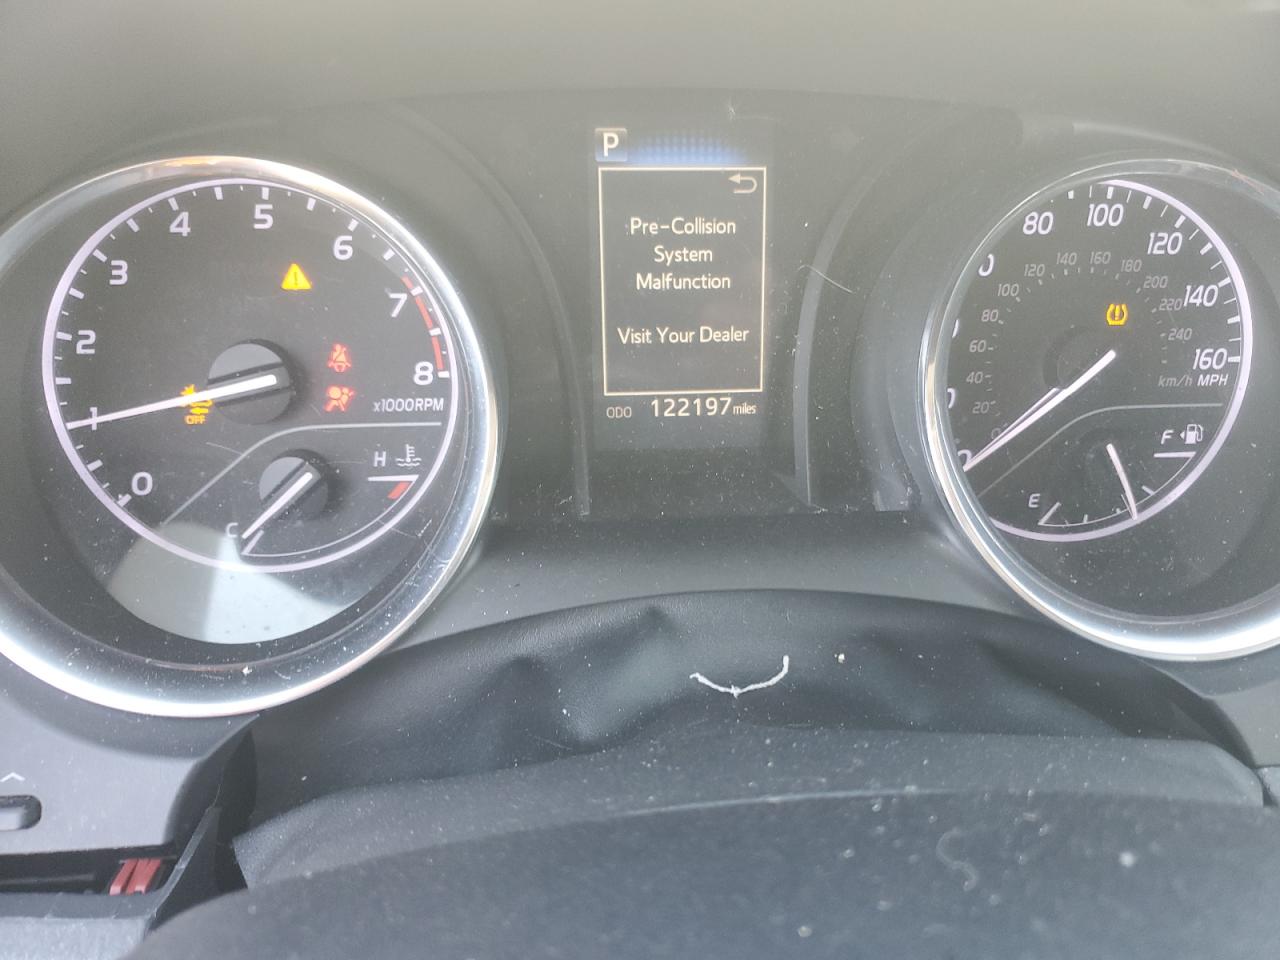 P
Pre-Collision
System
Malfunction
Visit Your Dealer
ODO 122197 miles
0
1
2
3
4
5
6
7
8
x1000RPM
OFF
H
C
80
100
120
140
160
km/h MPH
0
20
40
60
80
100
120
140
160
180
200
220
240
F
E